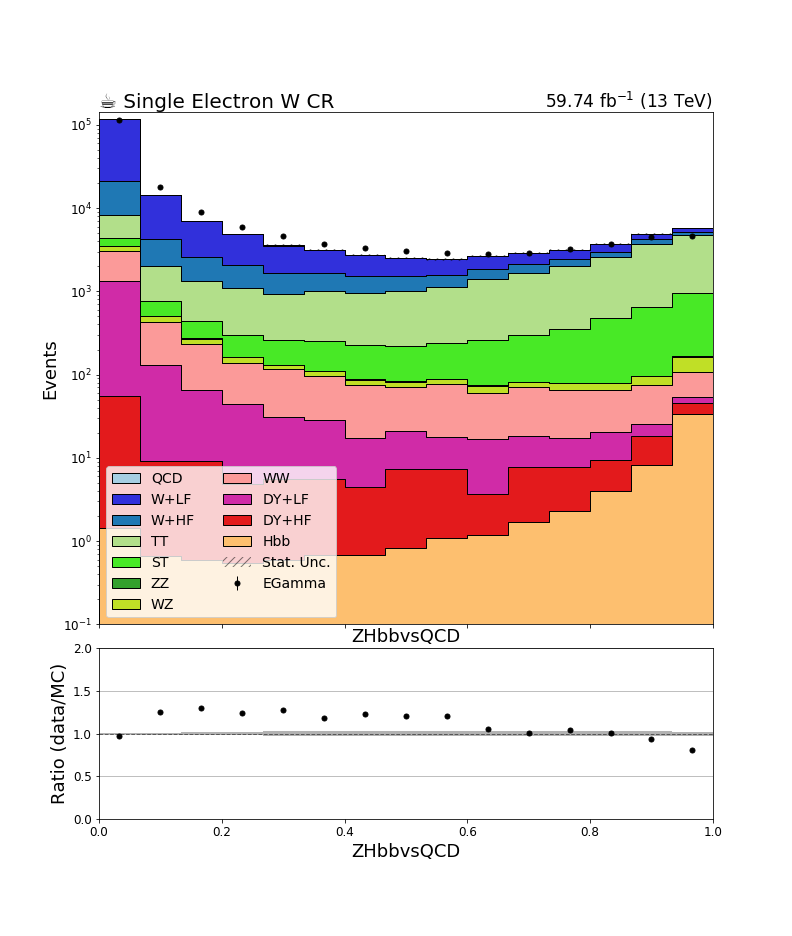 ☕ Single Electron W CR 59.74 fb⁻¹ (13 TeV)
Events
10⁵
10⁴
10³
10²
10¹
10⁰
10⁻¹
QCD WW
W+LF DY+LF
W+HF DY+HF
TT Hbb
ST Stat. Unc.
ZZ EGamma
WZ
ZHbbvsQCD
Ratio (data/MC)
2.0
1.5
1.0
0.5
0.0
0.0 0.2 0.4 0.6 0.8 1.0
ZHbbvsQCD